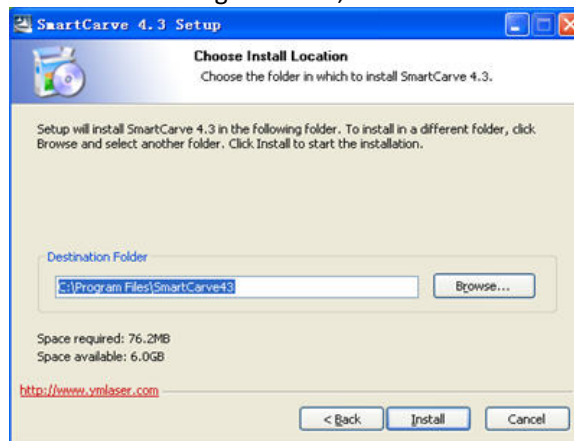 SmartCarve 4.3 Setup
Choose Install Location
Choose the folder in which to install SmartCarve 4.3.
Setup will install SmartCarve 4.3 in the following folder. To install in a different folder, click
Browse and select another folder. Click Install to start the installation.
Destination Folder
C:\Program Files\SmartCarve43
Browse...
Space required: 76.2MB
Space available: 6.0GB
http://www.ymlaser.com
< Back
Install
Cancel